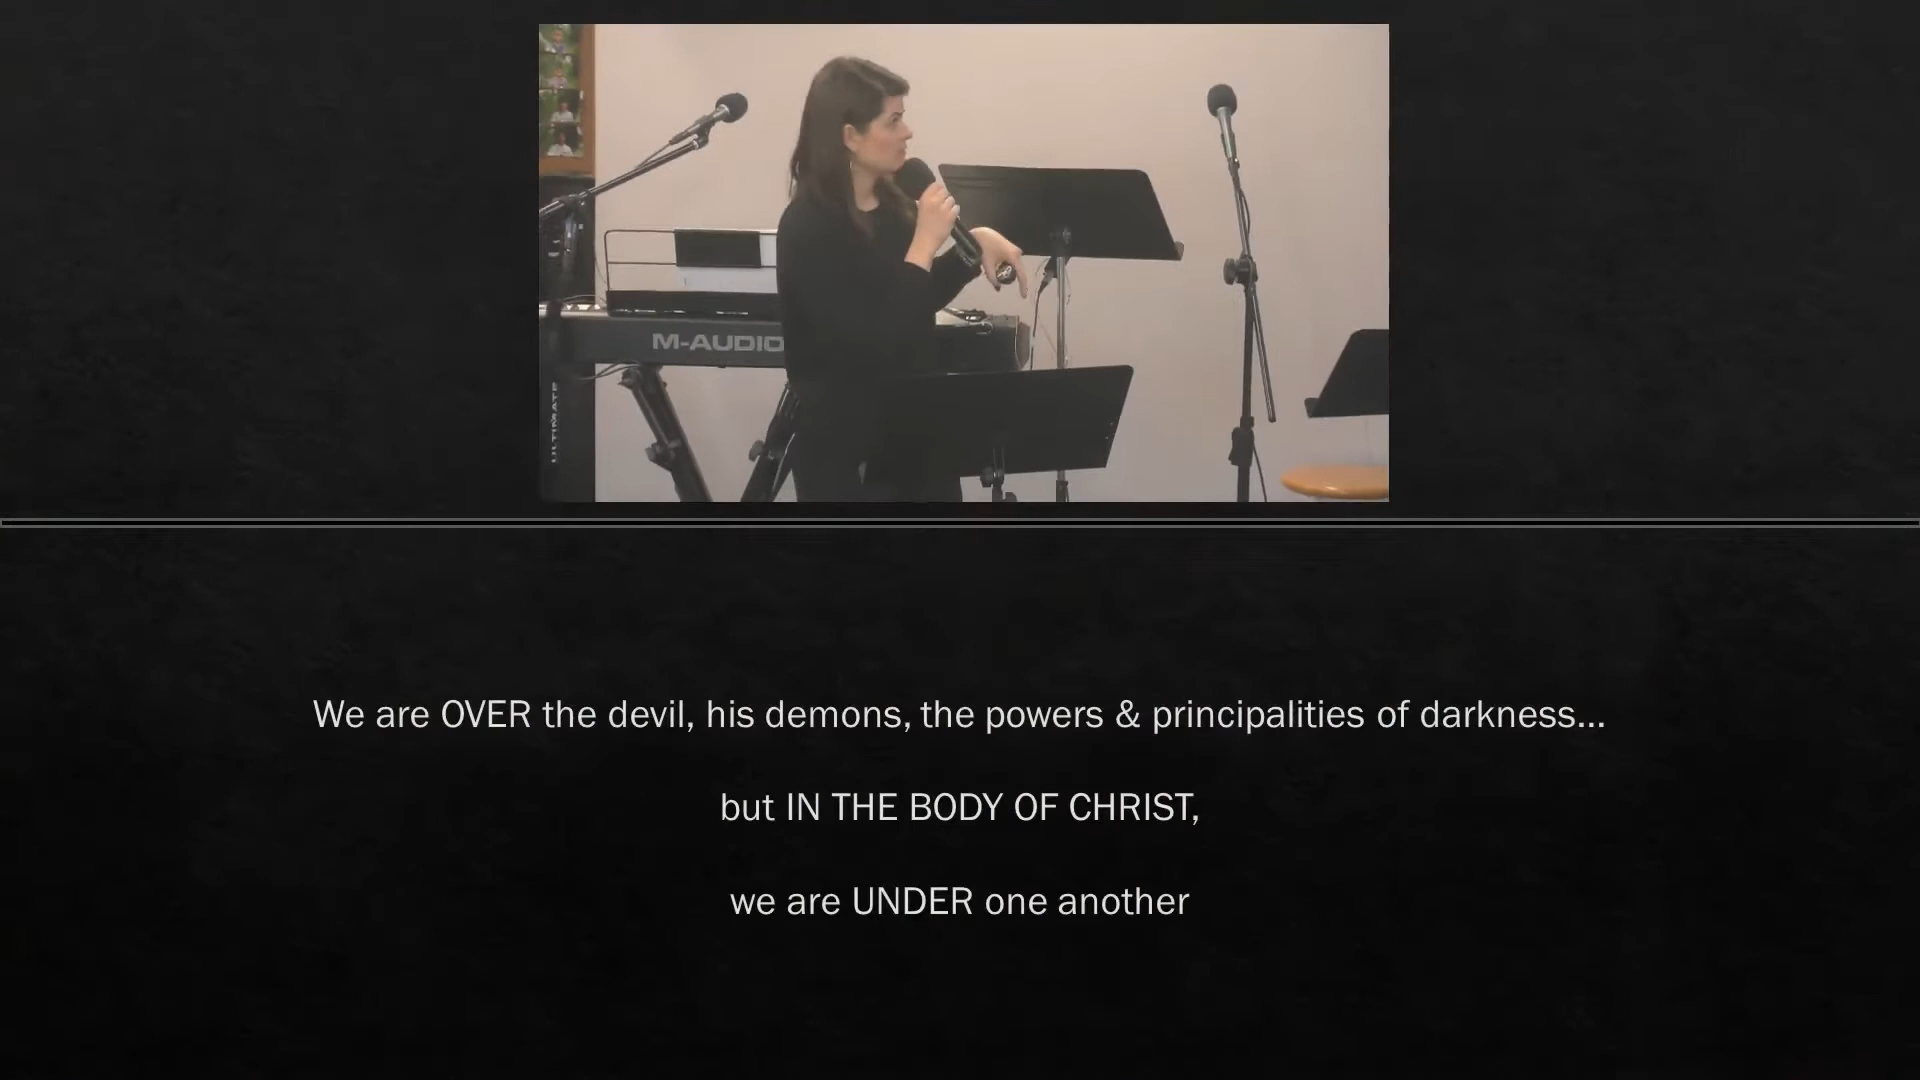 M-AUDIO
ULTIMATE
We are OVER the devil, his demons, the powers & principalities of darkness...
but IN THE BODY OF CHRIST,
we are UNDER one another